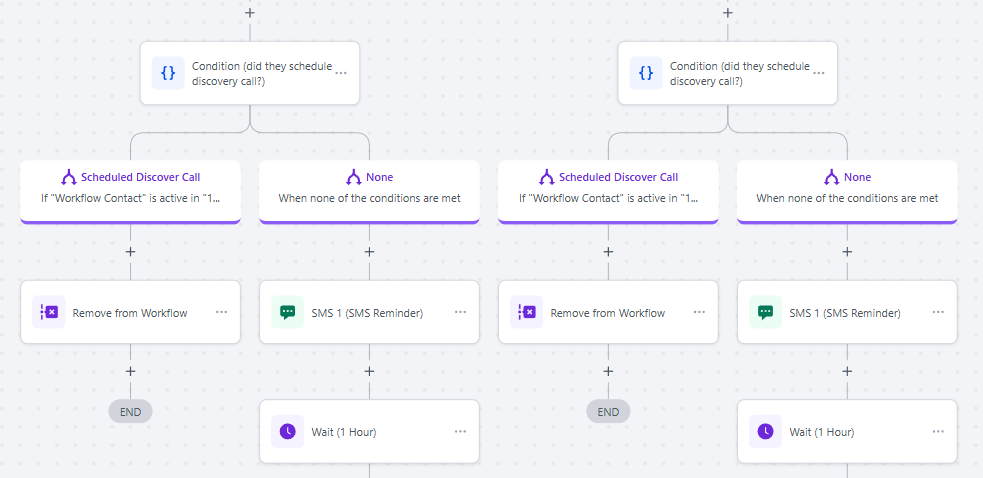 Condition (did they schedule
discovery call?)
Condition (did they schedule
discovery call?)
Scheduled Discover Call
If "Workflow Contact" is active in "1...
None
When none of the conditions are met
Scheduled Discover Call
If "Workflow Contact" is active in "1...
None
When none of the conditions are met
Remove from Workflow
SMS 1 (SMS Reminder)
Remove from Workflow
SMS 1 (SMS Reminder)
END
Wait (1 Hour)
END
Wait (1 Hour)